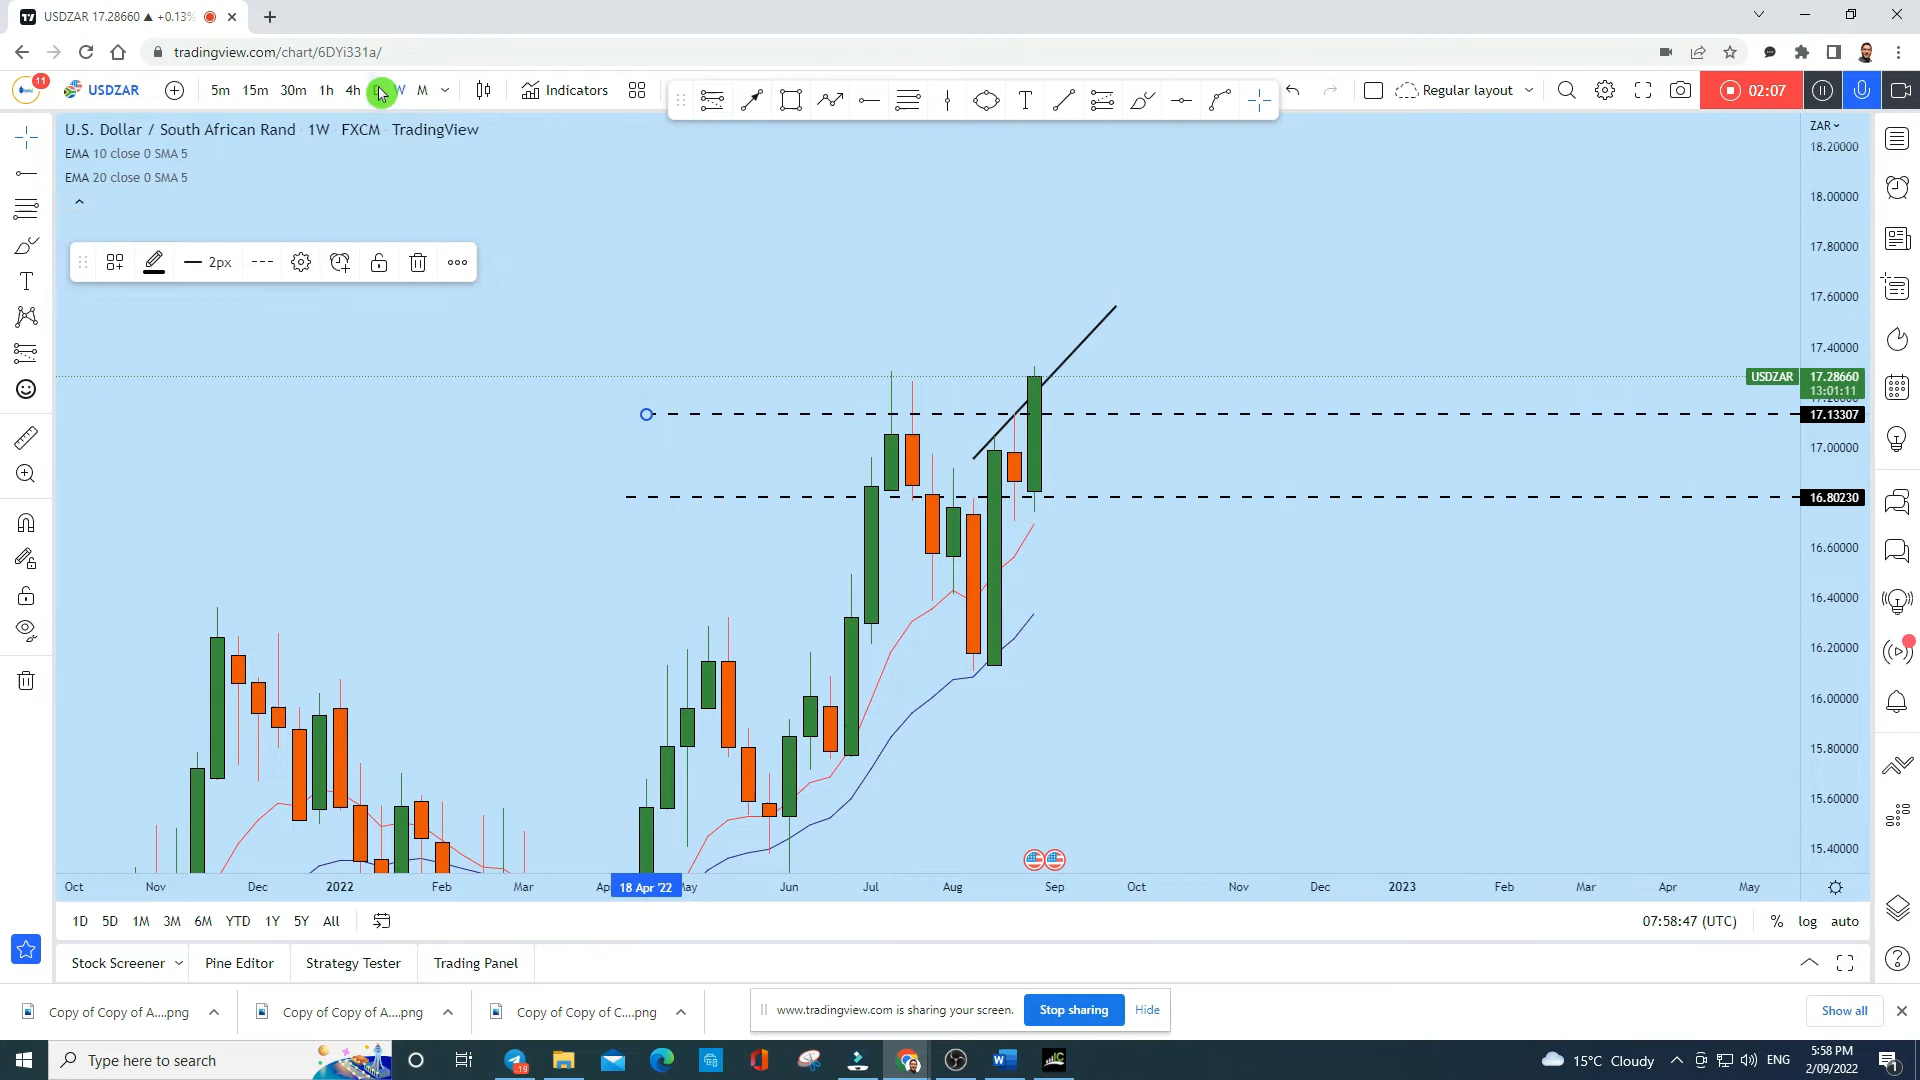 USDZAR 17.28660 ▲ +0.13%
tradingview.com/chart/6DYi331a/
11
USDZAR
5m 15m 30m 1h 4h W M
Indicators
Regular layout
02:07
U.S. Dollar / South African Rand · 1W · FXCM · TradingView
EMA 10 close 0 SMA 5
EMA 20 close 0 SMA 5
2px
ZAR
18.20000
18.00000
17.80000
17.60000
17.40000
USDZAR 17.28660
13:01:11
17.13307
17.00000
16.80230
16.60000
16.40000
16.20000
16.00000
15.80000
15.60000
15.40000
Oct Nov Dec 2022 Feb Mar 18 Apr '22 Jun Jul Aug Sep Oct Nov Dec 2023 Feb Mar Apr May
1D 5D 1M 3M 6M YTD 1Y 5Y All
07:58:47 (UTC) % log auto
Stock Screener Pine Editor Strategy Tester Trading Panel
Copy of Copy of A....png
Copy of Copy of A....png
Copy of Copy of C....png
www.tradingview.com is sharing your screen.
Stop sharing
Hide
Show all
Type here to search
19
15°C Cloudy
ENG
5:58 PM
2/09/2022
1